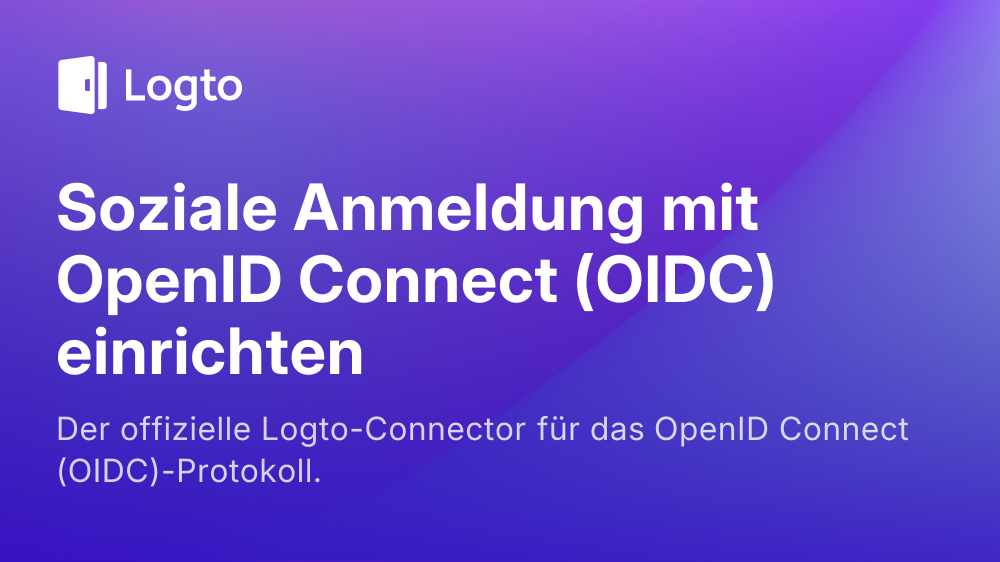 Logto
Soziale Anmeldung mit
OpenID Connect (OIDC)
einrichten
Der offizielle Logto-Connector für das OpenID Connect
(OIDC)-Protokoll.